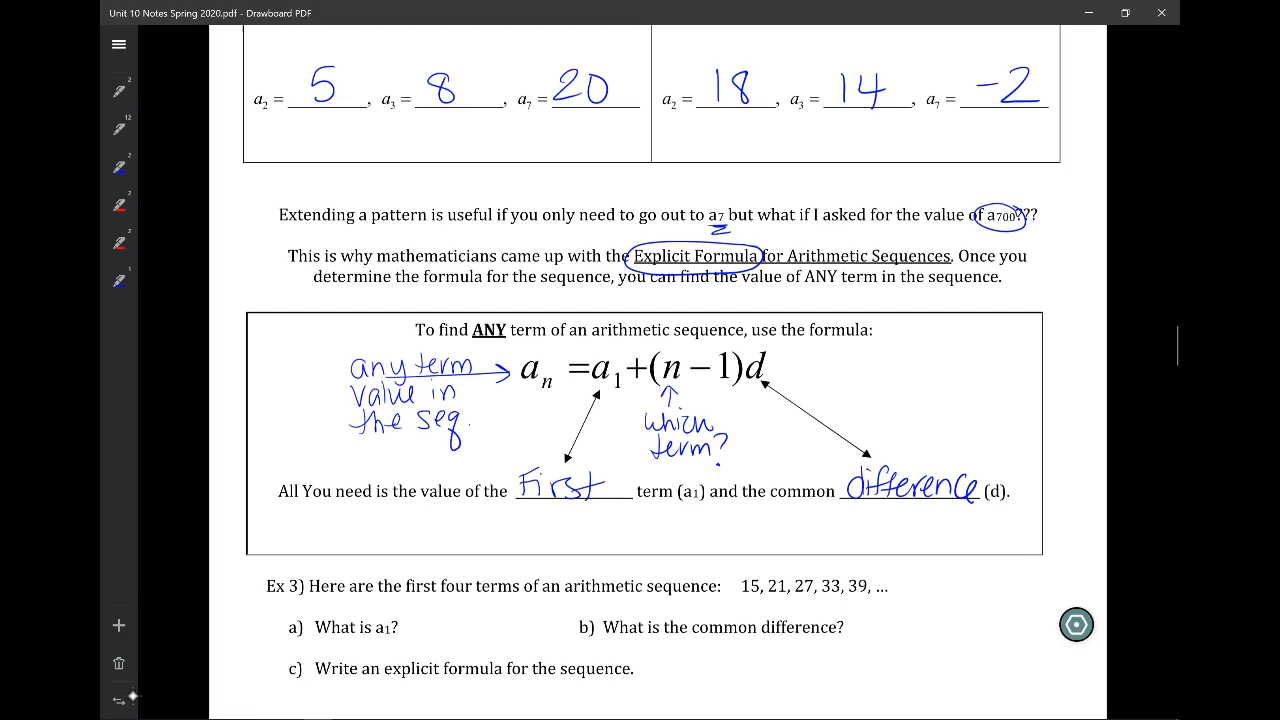 Unit 10 Notes Spring 2020.pdf - Drawboard PDF
a2 = 5, a3 = 8, a7 = 20
a2 = 18, a3 = 14, a7 = -2
Extending a pattern is useful if you only need to go out to a7 but what if I asked for the value of a700???
This is why mathematicians came up with the Explicit Formula for Arithmetic Sequences. Once you
determine the formula for the sequence, you can find the value of ANY term in the sequence.
To find ANY term of an arithmetic sequence, use the formula:
any term
value in
the seq.
an = a1 + (n − 1)d
which
term?
All You need is the value of the First term (a1) and the common difference (d).
Ex 3) Here are the first four terms of an arithmetic sequence: 15, 21, 27, 33, 39, ...
a) What is a1?
b) What is the common difference?
c) Write an explicit formula for the sequence.
2
12
2
2
2
1